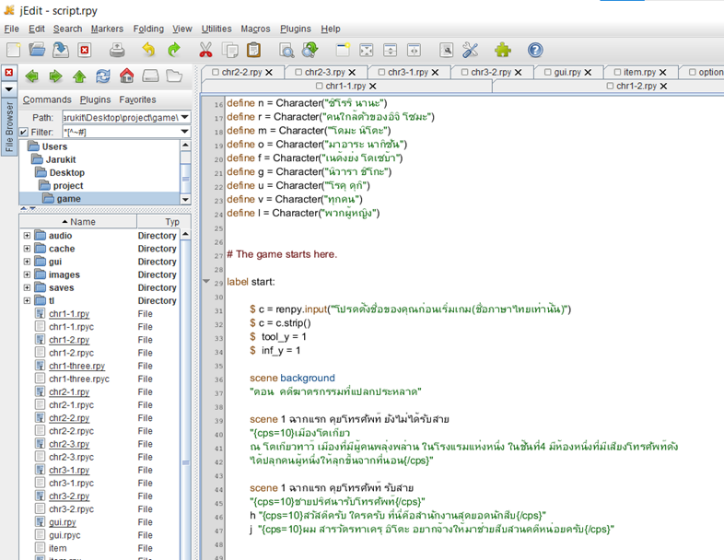 jEdit - script.rpy
File Edit Search Markers Folding View Utilities Macros Plugins Help
chr2-2.rpy chr2-3.rpy chr3-1.rpy chr3-2.rpy gui.rpy item.rpy option
chr1-1.rpy chr1-2.rpy
File Browser
Commands Plugins Favorites
Path: arukit\Desktop\project\game\
Filter: *[^~#]
Users
Jarukit
Desktop
project
game
Name Typ
audio Directory
cache Directory
gui Directory
images Directory
saves Directory
tl Directory
chr1-1.rpy File
chr1-1.rpyc File
chr1-2.rpy File
chr1-2.rpyc File
chr1-three.rpy File
chr1-three.rpyc File
chr2-1.rpy File
chr2-1.rpyc File
chr2-2.rpy File
chr2-2.rpyc File
chr2-3.rpy File
chr2-3.rpyc File
chr3-1.rpy File
chr3-1.rpyc File
chr3-2.rpy File
chr3-2.rpyc File
gui.rpy File
gui.rpyc File
item File
16 define n = Character("ชิโรริ นานะ")
17 define r = Character("คนใกล้ตัวของอิจิ โซมะ")
18 define m = Character("โคมะ นิโตะ")
19 define o = Character("มาอาระ นากิซัน")
20 define f = Character("เนด้งย่ง โดเซบ้า")
21 define g = Character("นิวารา ชิโกะ")
22 define u = Character("โรคุ คุกิ")
23 define v = Character("ทุกคน")
24 define l = Character("พวกผู้หญิง")
25
26
27 # The game starts here.
28
29 label start:
30
31 $ c = renpy.input("โปรดตั้งชื่อของคุณก่อนเริ่มเกม(ชื่อภาษาไทยเท่านั้น)")
32 $ c = c.strip()
33 $ tool_y = 1
34 $ inf_y = 1
35
36 scene background
37 "ตอน คดีฆาตรกรรมที่แปลกประหลาด"
38
39 scene 1 ฉากแรก คุยโทรศัพท์ ยังไม่ได้รับสาย
40 "{cps=10}เมืองโตเกียว
41 ณ โตเกียวทาว์ เมืองที่มีผู้คนพลุ่งพล่าน ในโรงแรมแห่งหนึ่ง ในชั้นที่4 มีห้องหนึ่งที่มีเสียงโทรศัพท์ดัง
42 ได้ปลุกคนผู้หนึ่งให้ลุกขึ้นจากที่นอน{/cps}"
43
44 scene 1 ฉากแรก คุยโทรศัพท์ รับสาย
45 "{cps=10}ชายปริศนารับโทรศัพท์{/cps}"
46 h "{cps=10}สวัสดีครับ ใครครับ ที่นี่คือสำนักงานสุดยอดนักสืบ{/cps}"
47 j "{cps=10}ผม สารวัตรทาเครุ อิโตะ อยากจ้างให้มาช่วยสืบสวนคดีหน่อยครับ{/cps}"
48